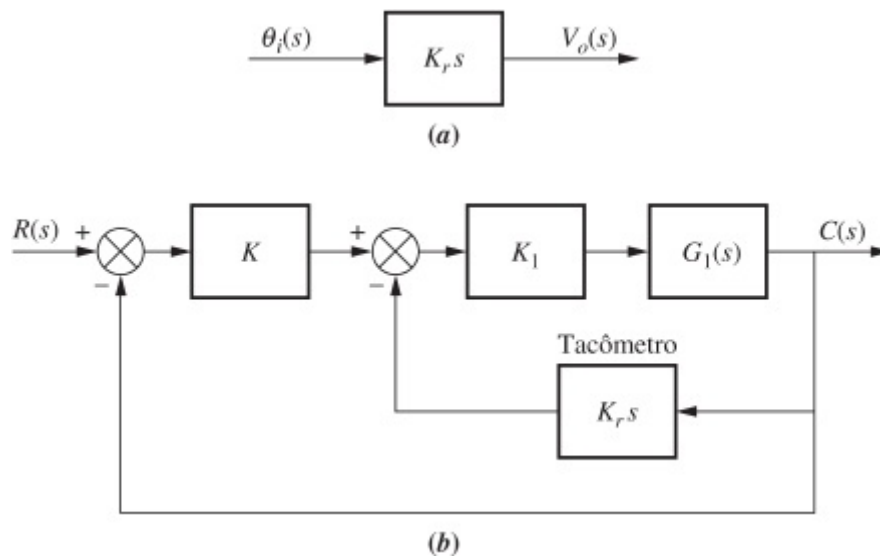 θi(s) Kr s Vo(s)
(a)
R(s) + K + K1 G1(s) C(s)
− −
Tacômetro
Kr s
(b)